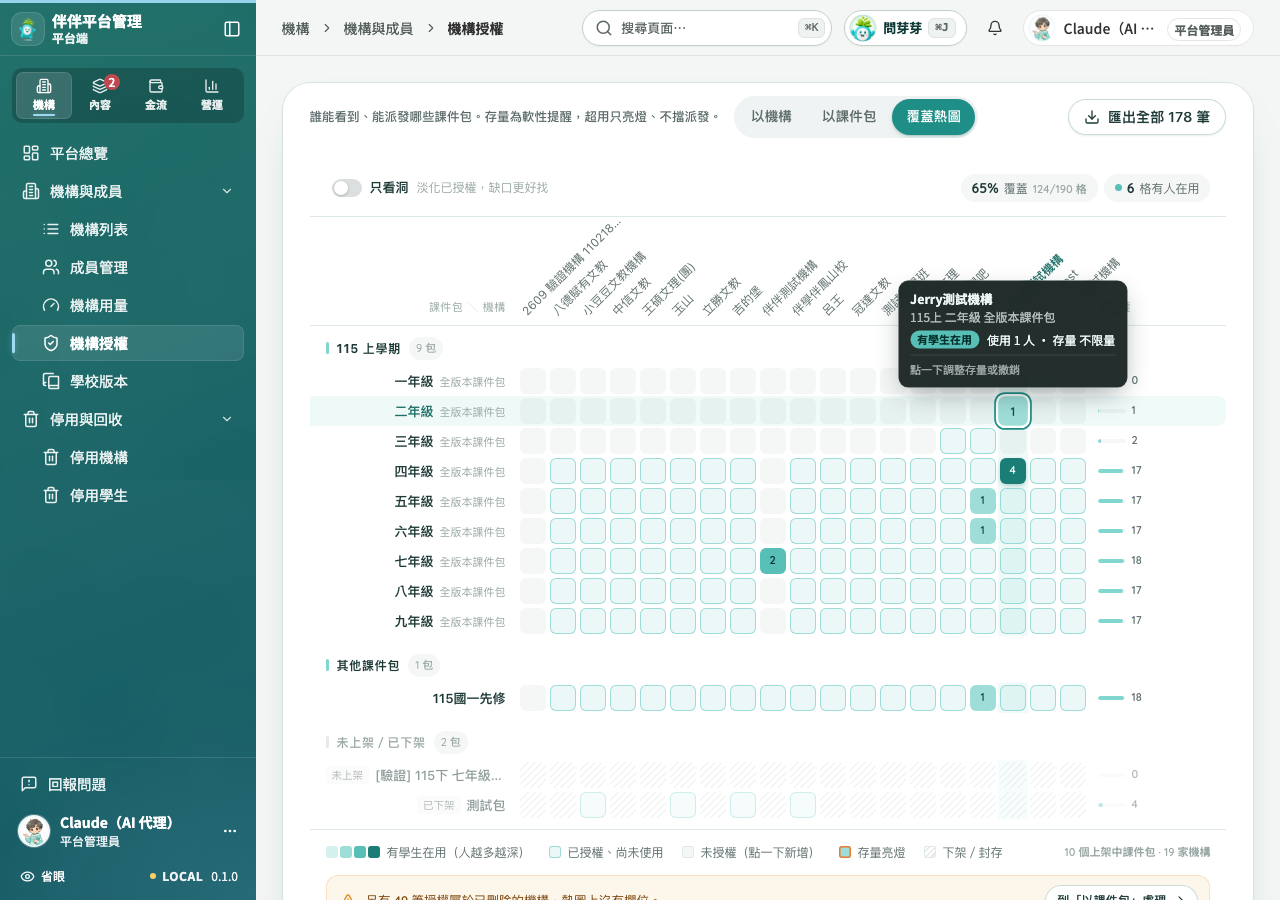 伴伴平台管理
平台端
機構
內容
2
金流
營運
平台總覽
機構與成員
機構列表
成員管理
機構用量
機構授權
學校版本
停用與回收
停用機構
停用學生
回報問題
Claude（AI 代理）
平台管理員
省眼
LOCAL 0.1.0
機構 > 機構與成員 > 機構授權
搜尋頁面…
⌘K
問芽芽
⌘J
Claude（AI …
平台管理員
誰能看到、能派發哪些課件包。存量為軟性提醒，超用只亮燈、不擋派發。
以機構
以課件包
覆蓋熱圖
匯出全部 178 筆
只看洞 淡化已授權，缺口更好找
65% 覆蓋 124/190 格
6 格有人在用
課件包 機構
2609 驗證機構 110218...
八德賦有文教
小豆豆文教機構
中信文教
王碩文理(團)
玉山
立勝文教
吉的堡
伴伴測試機構
伴學伴鳳山校
呂王
冠達文教
Jerry測試機構
115上 二年級 全版本課件包
有學生在用 使用 1 人 · 存量 不限量
點一下調整存量或撤銷
115 上學期 9 包
一年級 全版本課件包 0
二年級 全版本課件包 1 1
三年級 全版本課件包 2
四年級 全版本課件包 4 17
五年級 全版本課件包 1 17
六年級 全版本課件包 1 17
七年級 全版本課件包 2 18
八年級 全版本課件包 17
九年級 全版本課件包 17
其他課件包 1 包
115國一先修 1 18
未上架 / 已下架 2 包
未上架 [驗證] 115下 七年級... 0
已下架 測試包 4
有學生在用（人越多越深）
已授權、尚未使用
未授權（點一下新增）
存量亮燈
下架 / 封存
10 個上架中課件包 · 19 家機構